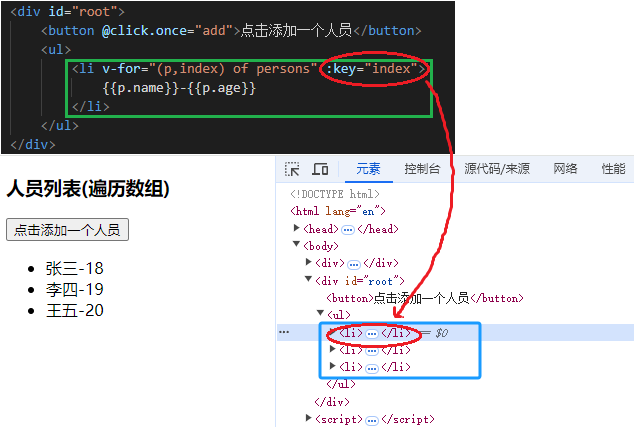 <div id="root">
<button @click.once="add">点击添加一个人员</button>
<ul>
<li v-for="(p,index) of persons" :key="index">
{{p.name}}-{{p.age}}
</li>
</ul>
</div>
人员列表(遍历数组)
点击添加一个人员
• 张三-18
• 李四-19
• 王五-20
元素 控制台 源代码/来源 网络 性能
<!DOCTYPE html>
<html lang="en">
▶<head>…</head>
▼<body>
▶<div>…</div>
▼<div id="root">
<button>点击添加一个人员</button>
▼<ul>
… ▶<li>…</li> == $0
▶<li>…</li>
▶<li>…</li>
</ul>
</div>
▶<script>…</script>